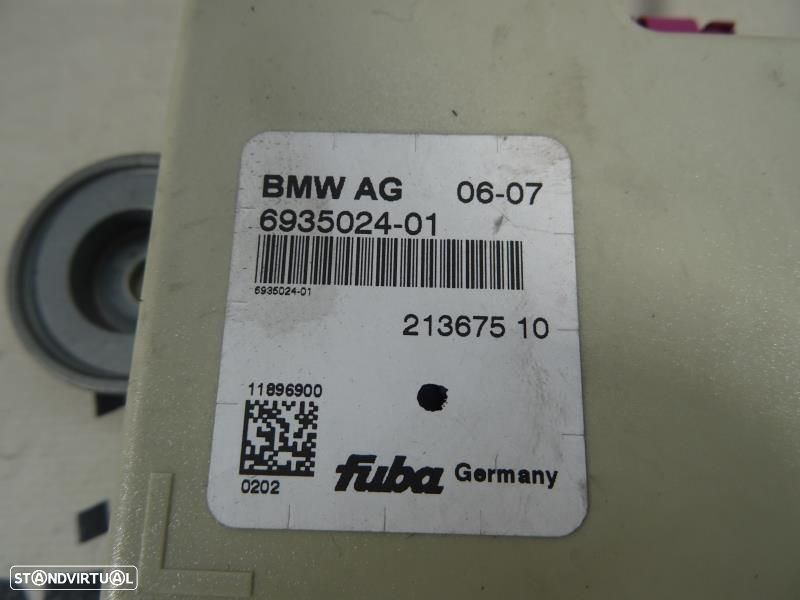 BMW AG 06-07
6935024-01
6935024-01
213675 10
11896900
0202
fuba Germany
STANDVIRTUAL